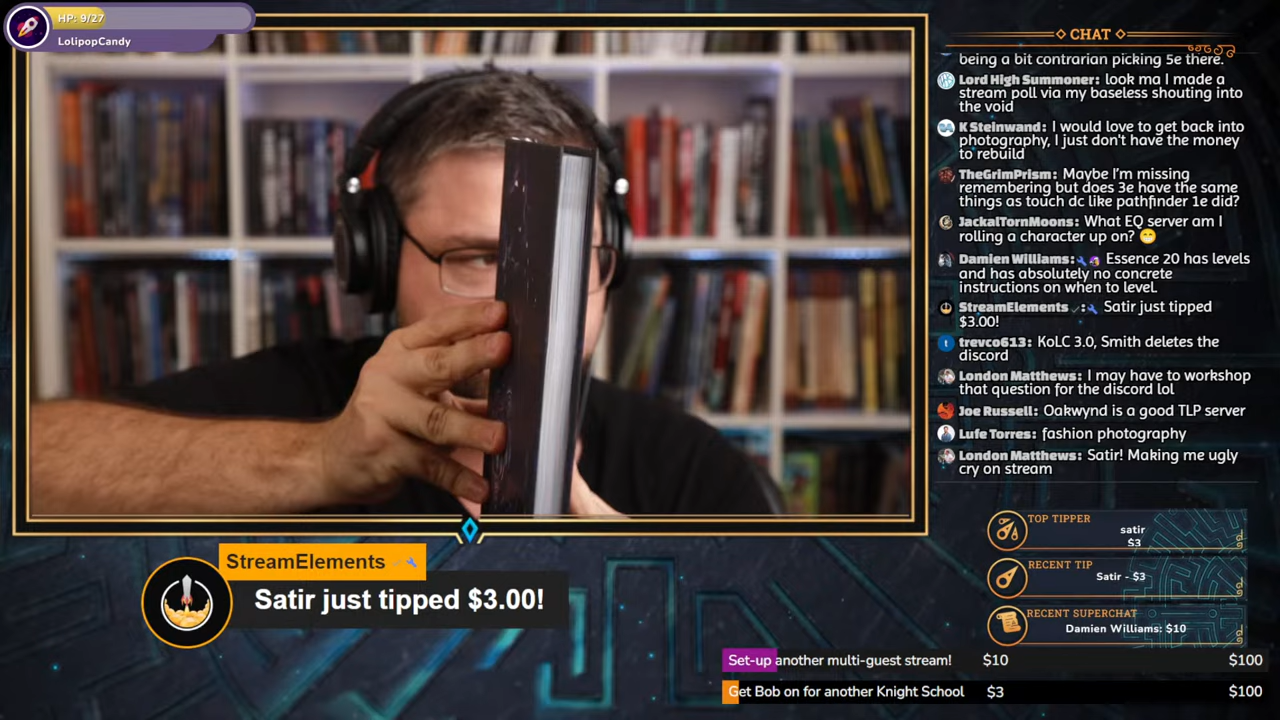 HP: 9/27
LolipopCandy
CHAT
being a bit contrarian picking 5e there.
Lord High Summoner: look ma I made a
stream poll via my baseless shouting into
the void
K Steinwand: I would love to get back into
photography, I just don't have the money
to rebuild
TheGrimPrism: Maybe I'm missing
remembering but does 3e have the same
things as touch dc like pathfinder 1e did?
JackalTornMoons: What EQ server am I
rolling a character up on? 😁
Damien Williams: Essence 20 has levels
and has absolutely no concrete
instructions on when to level.
StreamElements ✓: Satir just tipped
$3.00!
t trevco613: KoLC 3.0, Smith deletes the
discord
London Matthews: I may have to workshop
that question for the discord lol
Joe Russell: Oakwynd is a good TLP server
Lufe Torres: fashion photography
London Matthews: Satir! Making me ugly
cry on stream
TOP TIPPER
satir
$3
RECENT TIP
Satir - $3
RECENT SUPERCHAT
Damien Williams: $10
StreamElements ✓
Satir just tipped $3.00!
Set-up another multi-guest stream! $10 $100
Get Bob on for another Knight School $3 $100